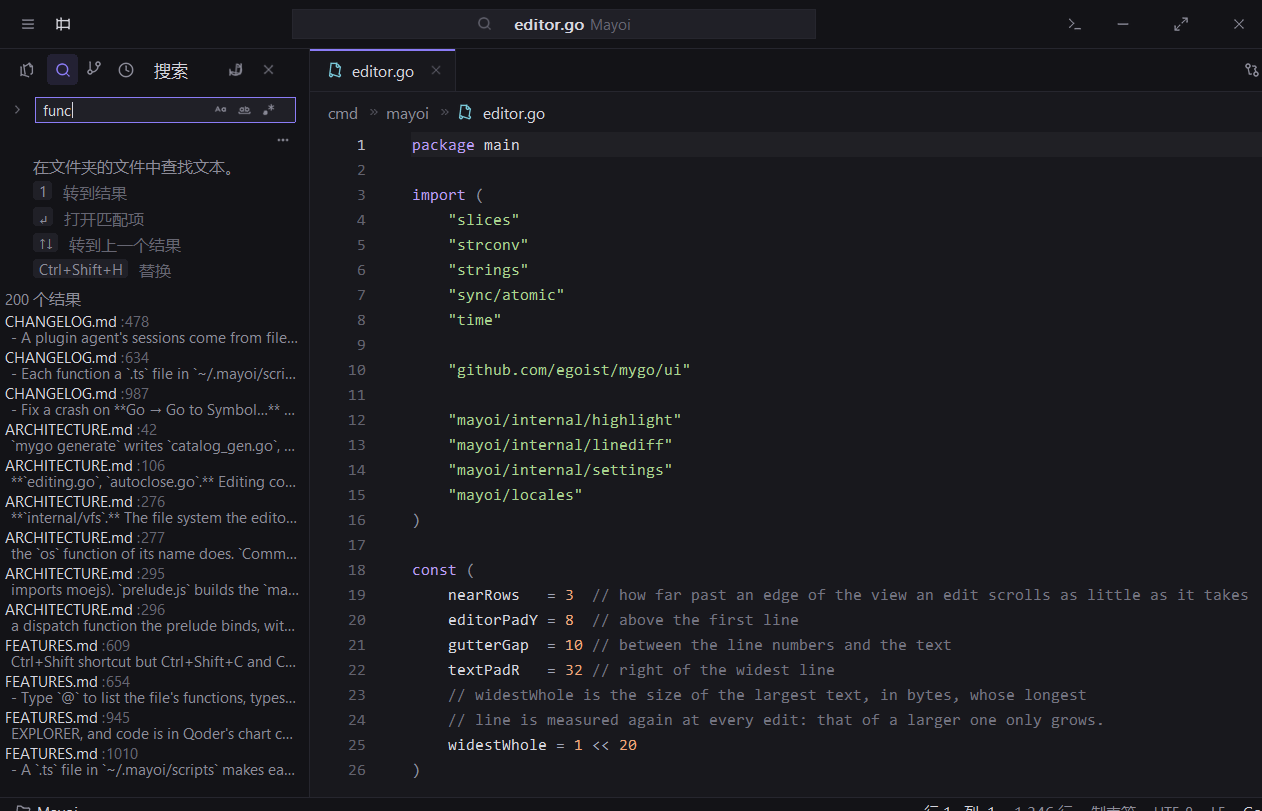 editor.go Mayoi
搜索
func
在文件夹的文件中查找文本。
1 转到结果
↲ 打开匹配项
↑↓ 转到上一个结果
Ctrl+Shift+H 替换
200 个结果
CHANGELOG.md :478
- A plugin agent's sessions come from file...
CHANGELOG.md :634
- Each function a `.ts` file in `~/.mayoi/scri...
CHANGELOG.md :987
- Fix a crash on **Go → Go to Symbol...** ...
ARCHITECTURE.md :42
`mygo generate` writes `catalog_gen.go`, ...
ARCHITECTURE.md :106
**`editing.go`, `autoclose.go`.** Editing co...
ARCHITECTURE.md :276
**`internal/vfs`.** The file system the edito...
ARCHITECTURE.md :277
the `os` function of its name does. `Comm...
ARCHITECTURE.md :295
imports moejs). `prelude.js` builds the `ma...
ARCHITECTURE.md :296
a dispatch function the prelude binds, wit...
FEATURES.md :609
Ctrl+Shift shortcut but Ctrl+Shift+C and C...
FEATURES.md :654
- Type `@` to list the file's functions, types...
FEATURES.md :945
EXPLORER, and code is in Qoder's chart c...
FEATURES.md :1010
- A `.ts` file in `~/.mayoi/scripts` makes ea...
editor.go
cmd » mayoi » editor.go
1 package main
2
3 import (
4 "slices"
5 "strconv"
6 "strings"
7 "sync/atomic"
8 "time"
9
10 "github.com/egoist/mygo/ui"
11
12 "mayoi/internal/highlight"
13 "mayoi/internal/linediff"
14 "mayoi/internal/settings"
15 "mayoi/locales"
16 )
17
18 const (
19 nearRows = 3 // how far past an edge of the view an edit scrolls as little as it takes
20 editorPadY = 8 // above the first line
21 gutterGap = 10 // between the line numbers and the text
22 textPadR = 32 // right of the widest line
23 // widestWhole is the size of the largest text, in bytes, whose longest
24 // line is measured again at every edit: that of a larger one only grows.
25 widestWhole = 1 << 20
26 )
Mayoi